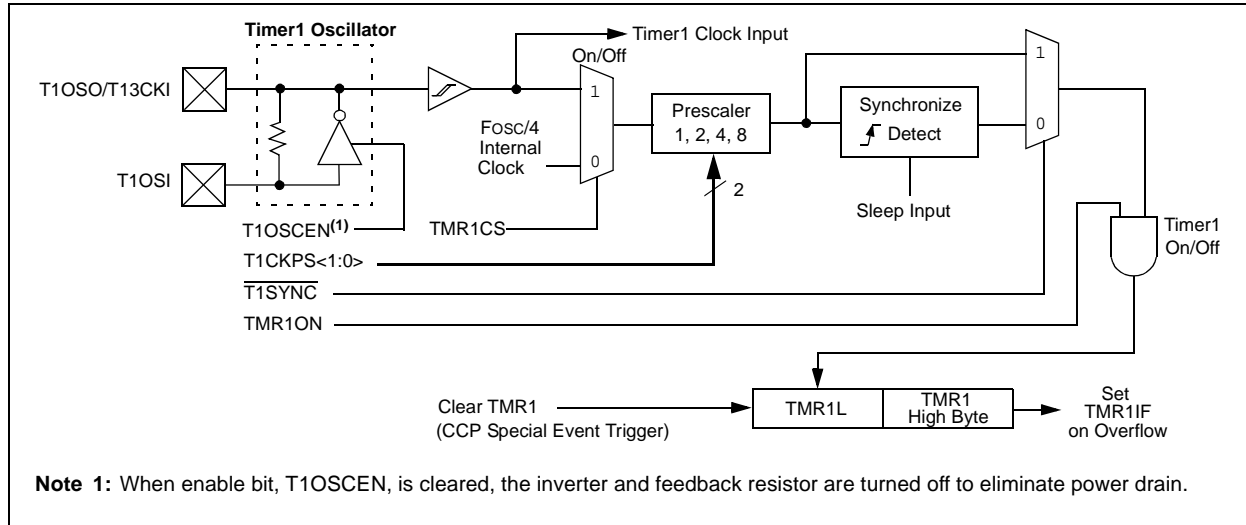 Timer1 Oscillator
Timer1 Clock Input
On/Off
T1OSO/T13CKI
1
1
Prescaler
1, 2, 4, 8
Synchronize
Detect
FOSC/4
Internal
Clock
0
0
T1OSI
2
Sleep Input
T1OSCEN(1)
TMR1CS
Timer1
On/Off
T1CKPS<1:0>
T1SYNC
TMR1ON
Clear TMR1
(CCP Special Event Trigger)
TMR1L
TMR1
High Byte
Set
TMR1IF
on Overflow
Note 1: When enable bit, T1OSCEN, is cleared, the inverter and feedback resistor are turned off to eliminate power drain.